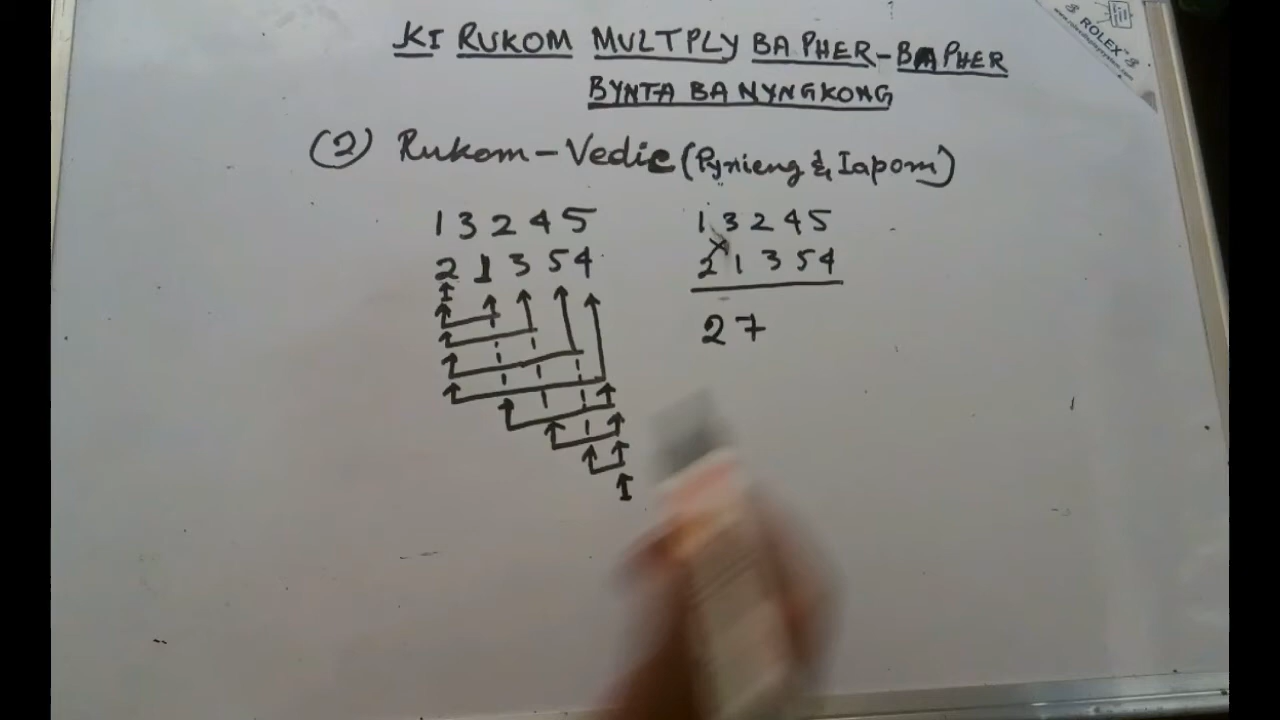 KI RUKOM MULTPLY BA PHER-BA PHER
BYNTA BA NYNGKONG
(2) Rukom-Vedic (Pynieng & Iapom)
13245
21354
13245
21354
27
ROLEX